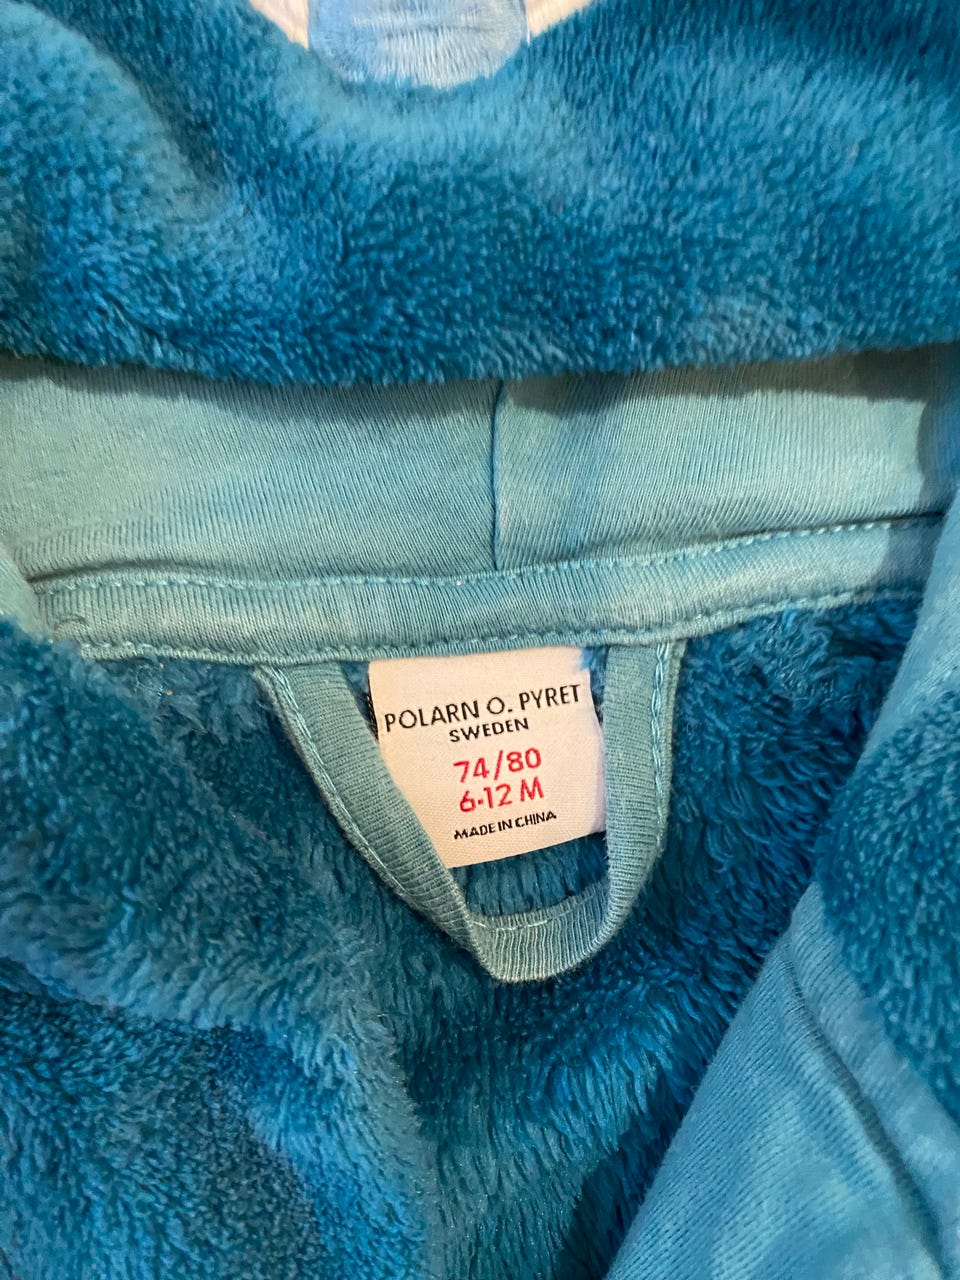 POLARN O. PYRET
SWEDEN
74/80
6-12 M
MADE IN CHINA